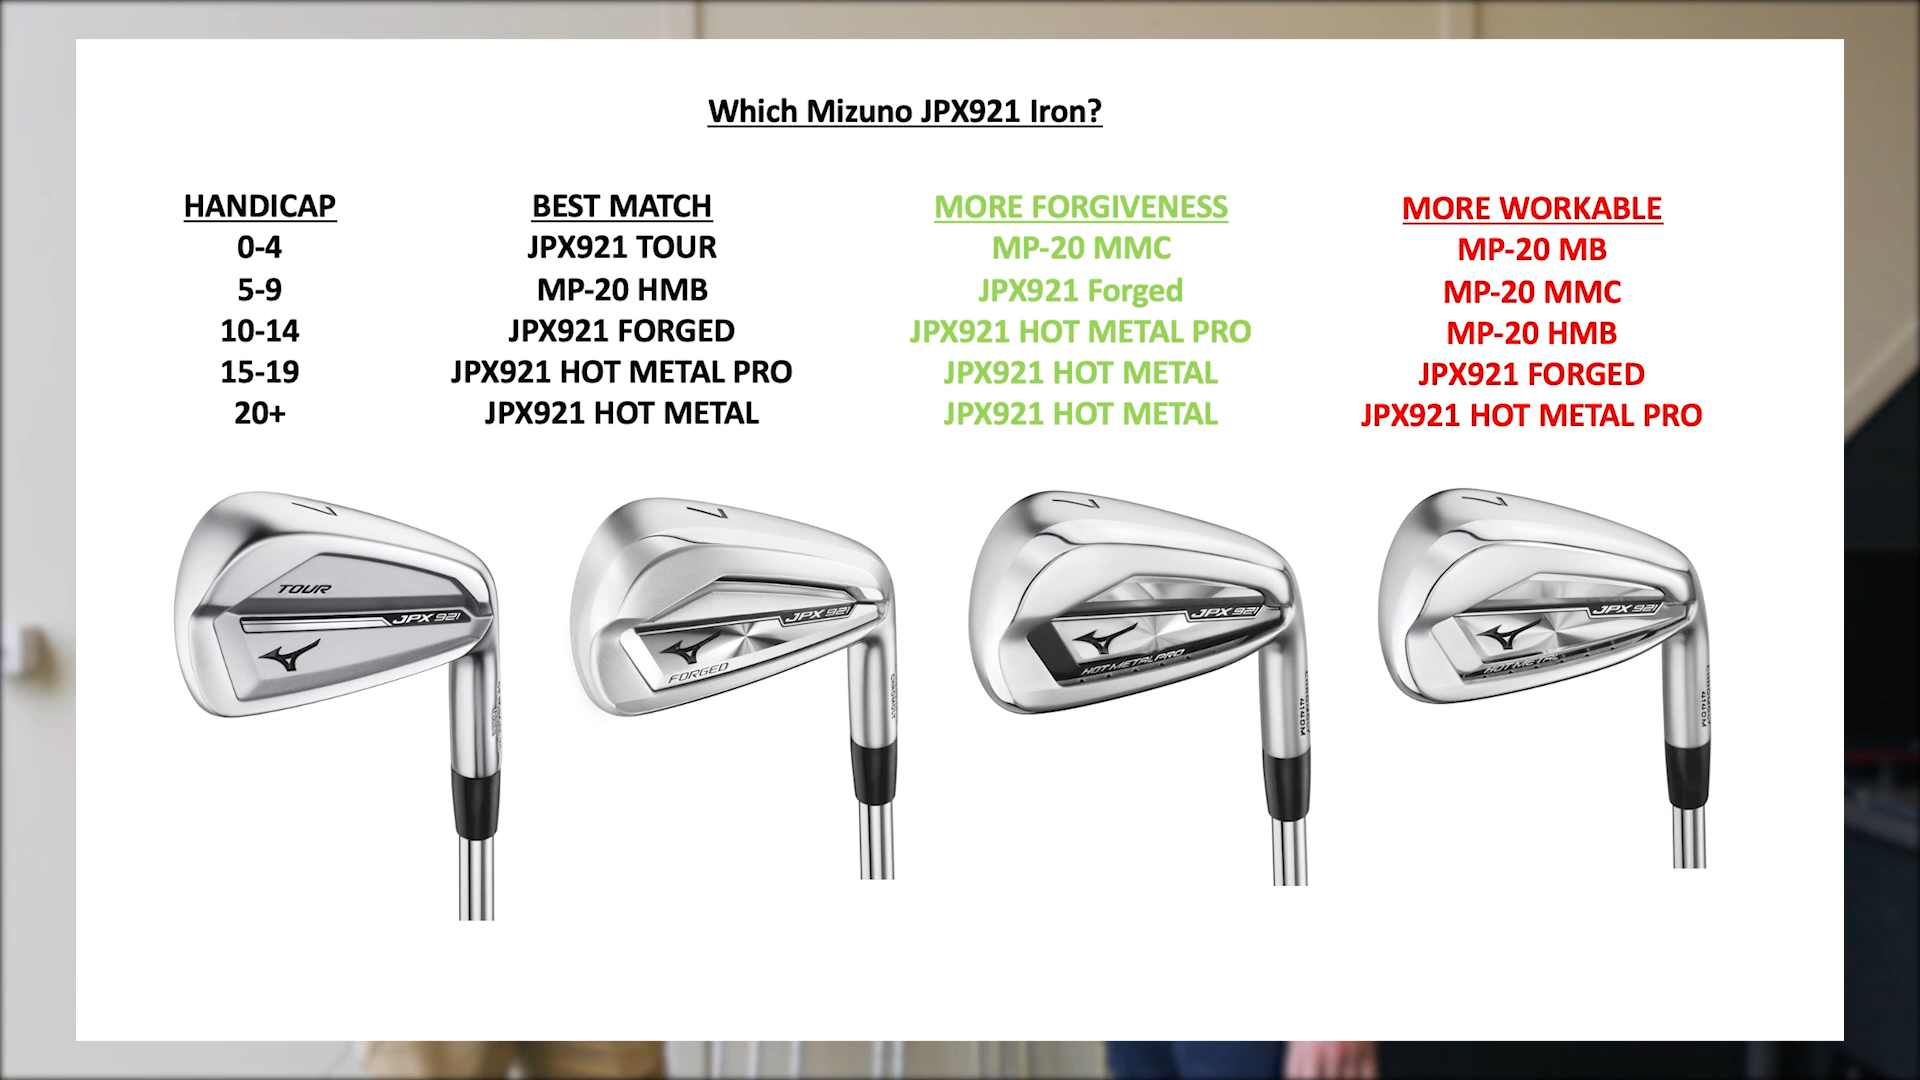 Which Mizuno JPX921 Iron?
HANDICAP BEST MATCH MORE FORGIVENESS MORE WORKABLE
0-4 JPX921 TOUR MP-20 MMC MP-20 MB
5-9 MP-20 HMB JPX921 Forged MP-20 MMC
10-14 JPX921 FORGED JPX921 HOT METAL PRO MP-20 HMB
15-19 JPX921 HOT METAL PRO JPX921 HOT METAL JPX921 FORGED
20+ JPX921 HOT METAL JPX921 HOT METAL JPX921 HOT METAL PRO
7
TOUR
JPX 921
7
JPX 921
FORGED
7
JPX 921
HOT METAL PRO
4140M
7
JPX 921
HOT METAL
4140M